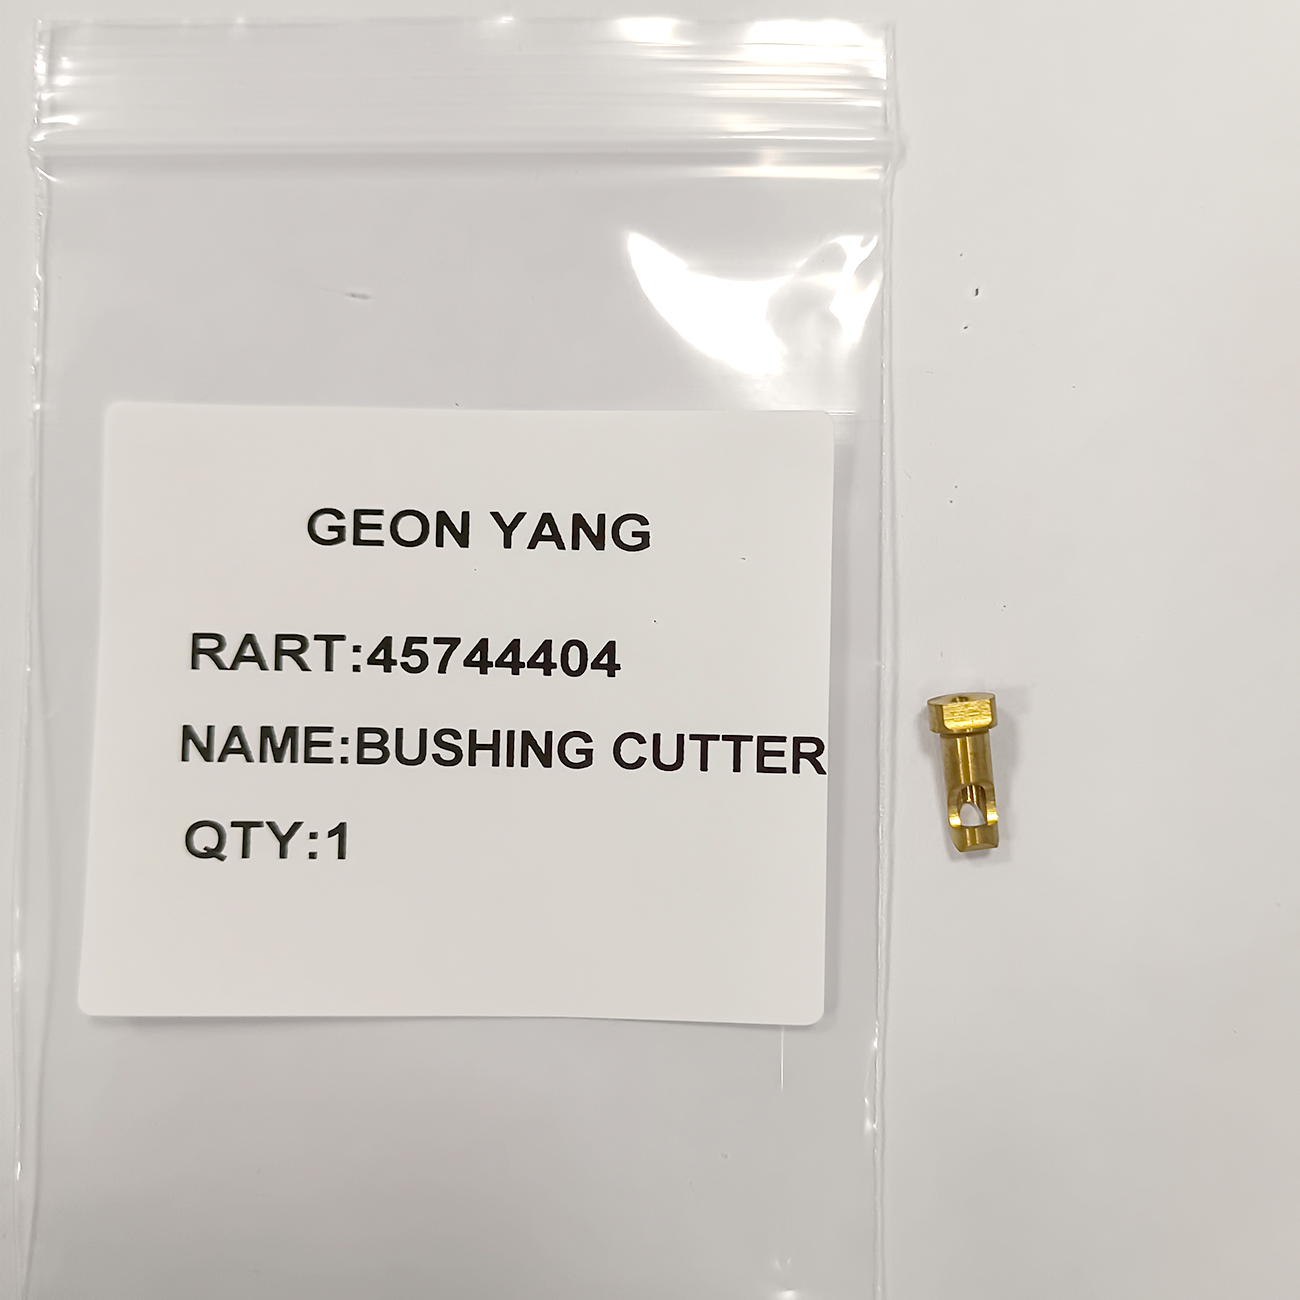 GEON YANG
RART:45744404
NAME:BUSHING CUTTER
QTY:1